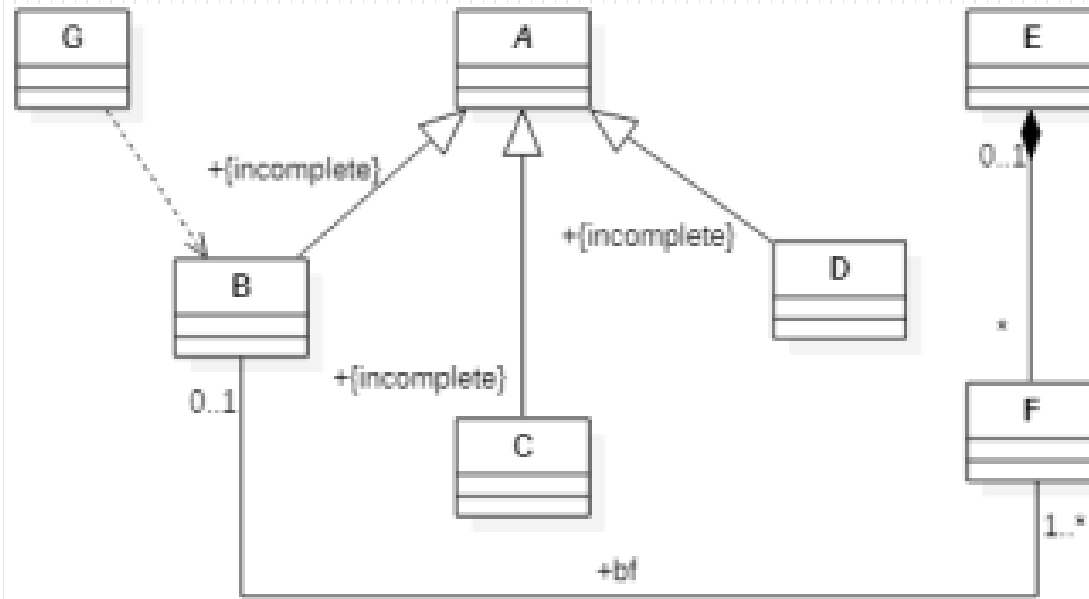 G
A
E
0..1
+{incomplete}
+{incomplete}
B
D
*
+{incomplete}
0..1
F
C
1..*
+bf